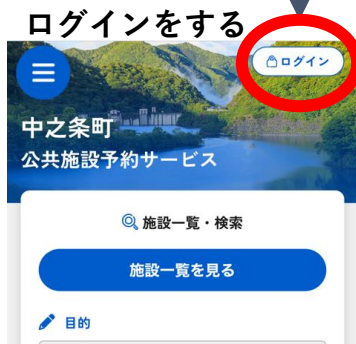 ログインをする
ログイン
中之条町
公共施設予約サービス
施設一覧・検索
施設一覧を見る
目的